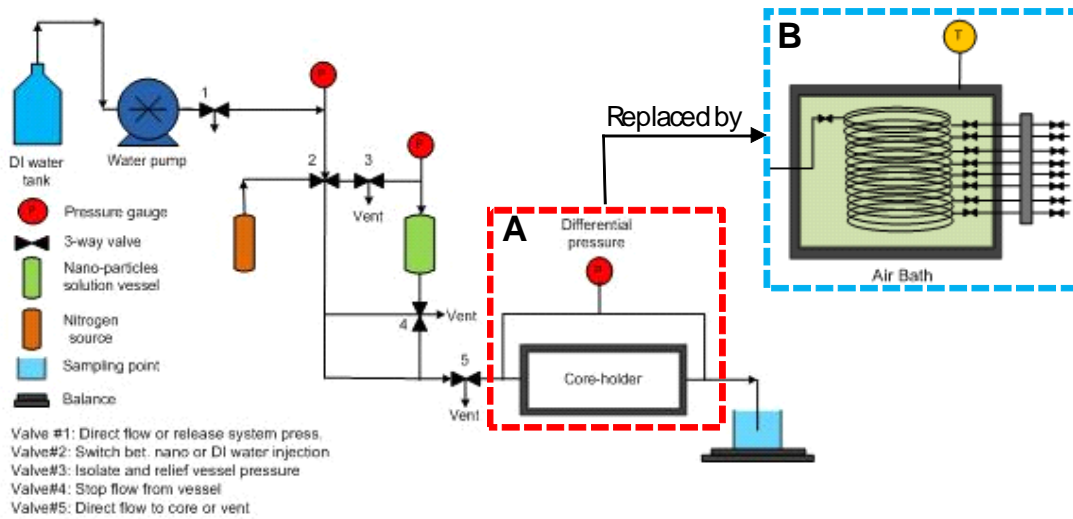 B
T
A
Replaced by
P
1
DI water
tank
Water pump
P
2
3
Vent
P
Pressure gauge
3-way valve
Nano-particles
solution vessel
Nitrogen
source
Sampling point
Balance
Differential
pressure
P
Air Bath
Vent
4
5
Core-holder
Vent
Valve #1: Direct flow or release system press.
Valve#2: Switch bet. nano or DI water injection
Valve#3: Isolate and relief vessel pressure
Valve#4: Stop flow from vessel
Valve#5: Direct flow to core or vent